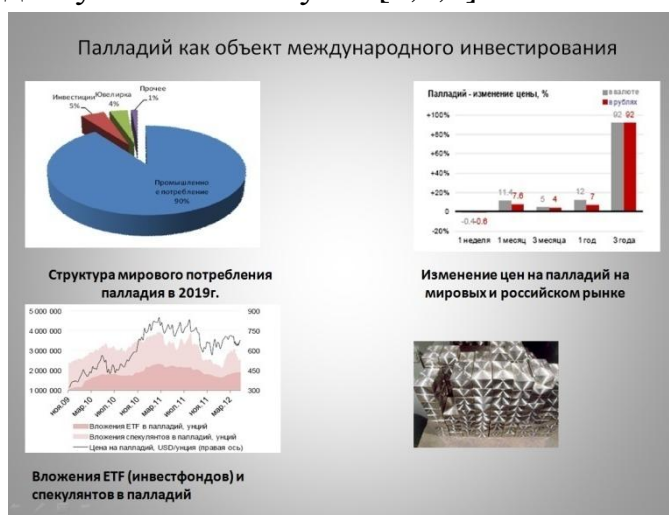 Палладий как объект международного инвестирования
Инвестиции
5%
Ювелирка
4%
Прочее
1%
Промышленно
е потребление
90%
Структура мирового потребления
палладия в 2019г.
Палладий - изменение цены, %
в валюте
в рублях
+100%
+80%
+60%
+40%
+20%
0%
-20%
-0.4
-0.6
11.4
7.6
5
4
12
7
92
92
1 неделя
1 месяц
3 месяца
1 год
3 года
Изменение цен на палладий на
мировых и российском рынке
5 000 000
4 000 000
3 000 000
2 000 000
1 000 000
900
750
600
450
300
ноя.09
мар.10
июл.10
ноя.10
мар.11
июл.11
ноя.11
мар.12
Вложения ETF в палладий, унций
Вложения спекулянтов в палладий, унций
Цена на палладий, USD/унция (правая ось)
Вложения ETF (инвестфондов) и
спекулянтов в палладий